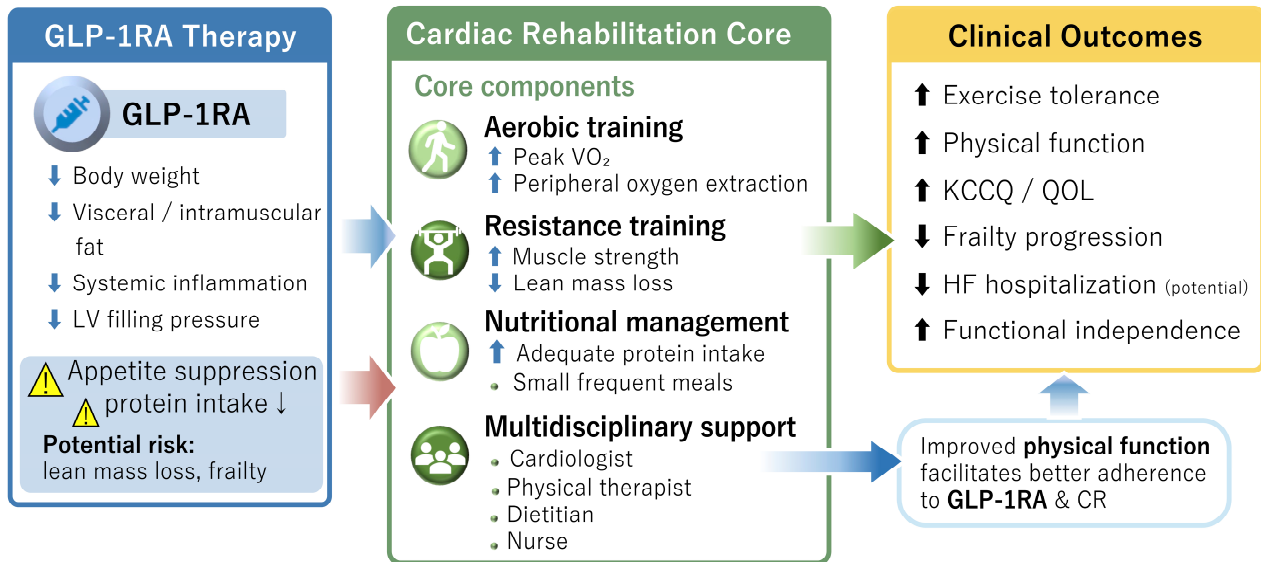 GLP-1RA Therapy
GLP-1RA
⬇ Body weight
⬇ Visceral / intramuscular
fat
⬇ Systemic inflammation
⬇ LV filling pressure
Appetite suppression
protein intake ↓
Potential risk:
lean mass loss, frailty
Cardiac Rehabilitation Core
Core components
Aerobic training
⬆ Peak VO₂
⬆ Peripheral oxygen extraction
Resistance training
⬆ Muscle strength
⬇ Lean mass loss
Nutritional management
⬆ Adequate protein intake
• Small frequent meals
Multidisciplinary support
• Cardiologist
• Physical therapist
• Dietitian
• Nurse
Clinical Outcomes
⬆ Exercise tolerance
⬆ Physical function
⬆ KCCQ / QOL
⬇ Frailty progression
⬇ HF hospitalization (potential)
⬆ Functional independence
Improved physical function
facilitates better adherence
to GLP-1RA & CR